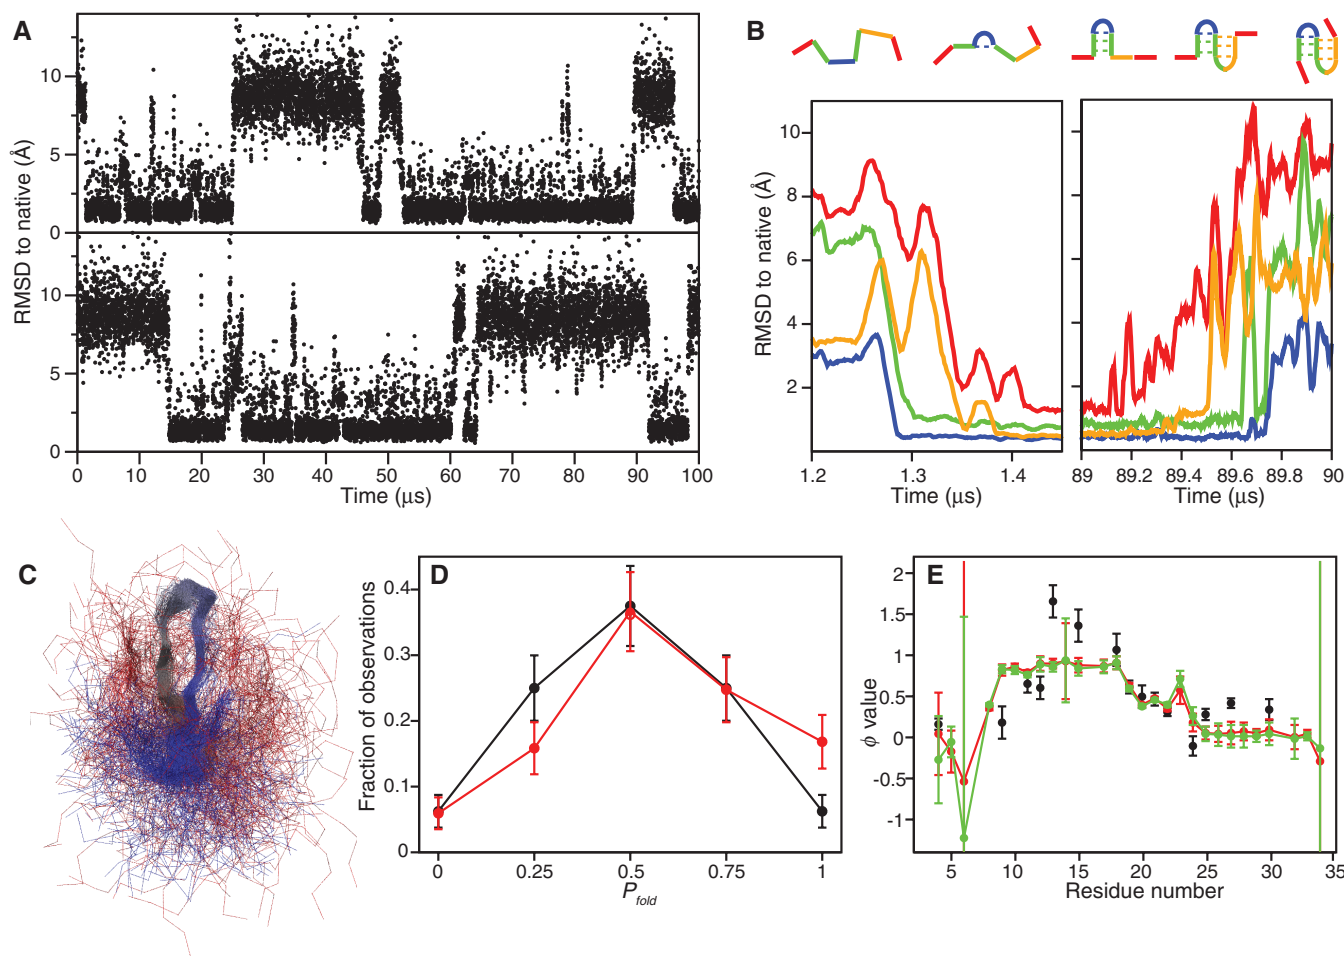 A
RMSD to native (Å)
10
5
0
10
5
0
0 10 20 30 40 50 60 70 80 90 100
Time (μs)
B
RMSD to native (Å)
10
8
6
4
2
1.2 1.3 1.4
Time (μs)
89 89.2 89.4 89.6 89.8 90
Time (μs)
C
D
Fraction of observations
0.4
0.3
0.2
0.1
0
0 0.25 0.5 0.75 1
Pfold
E
ϕ value
2
1.5
1
0.5
0
-0.5
-1
5 10 15 20 25 30 35
Residue number